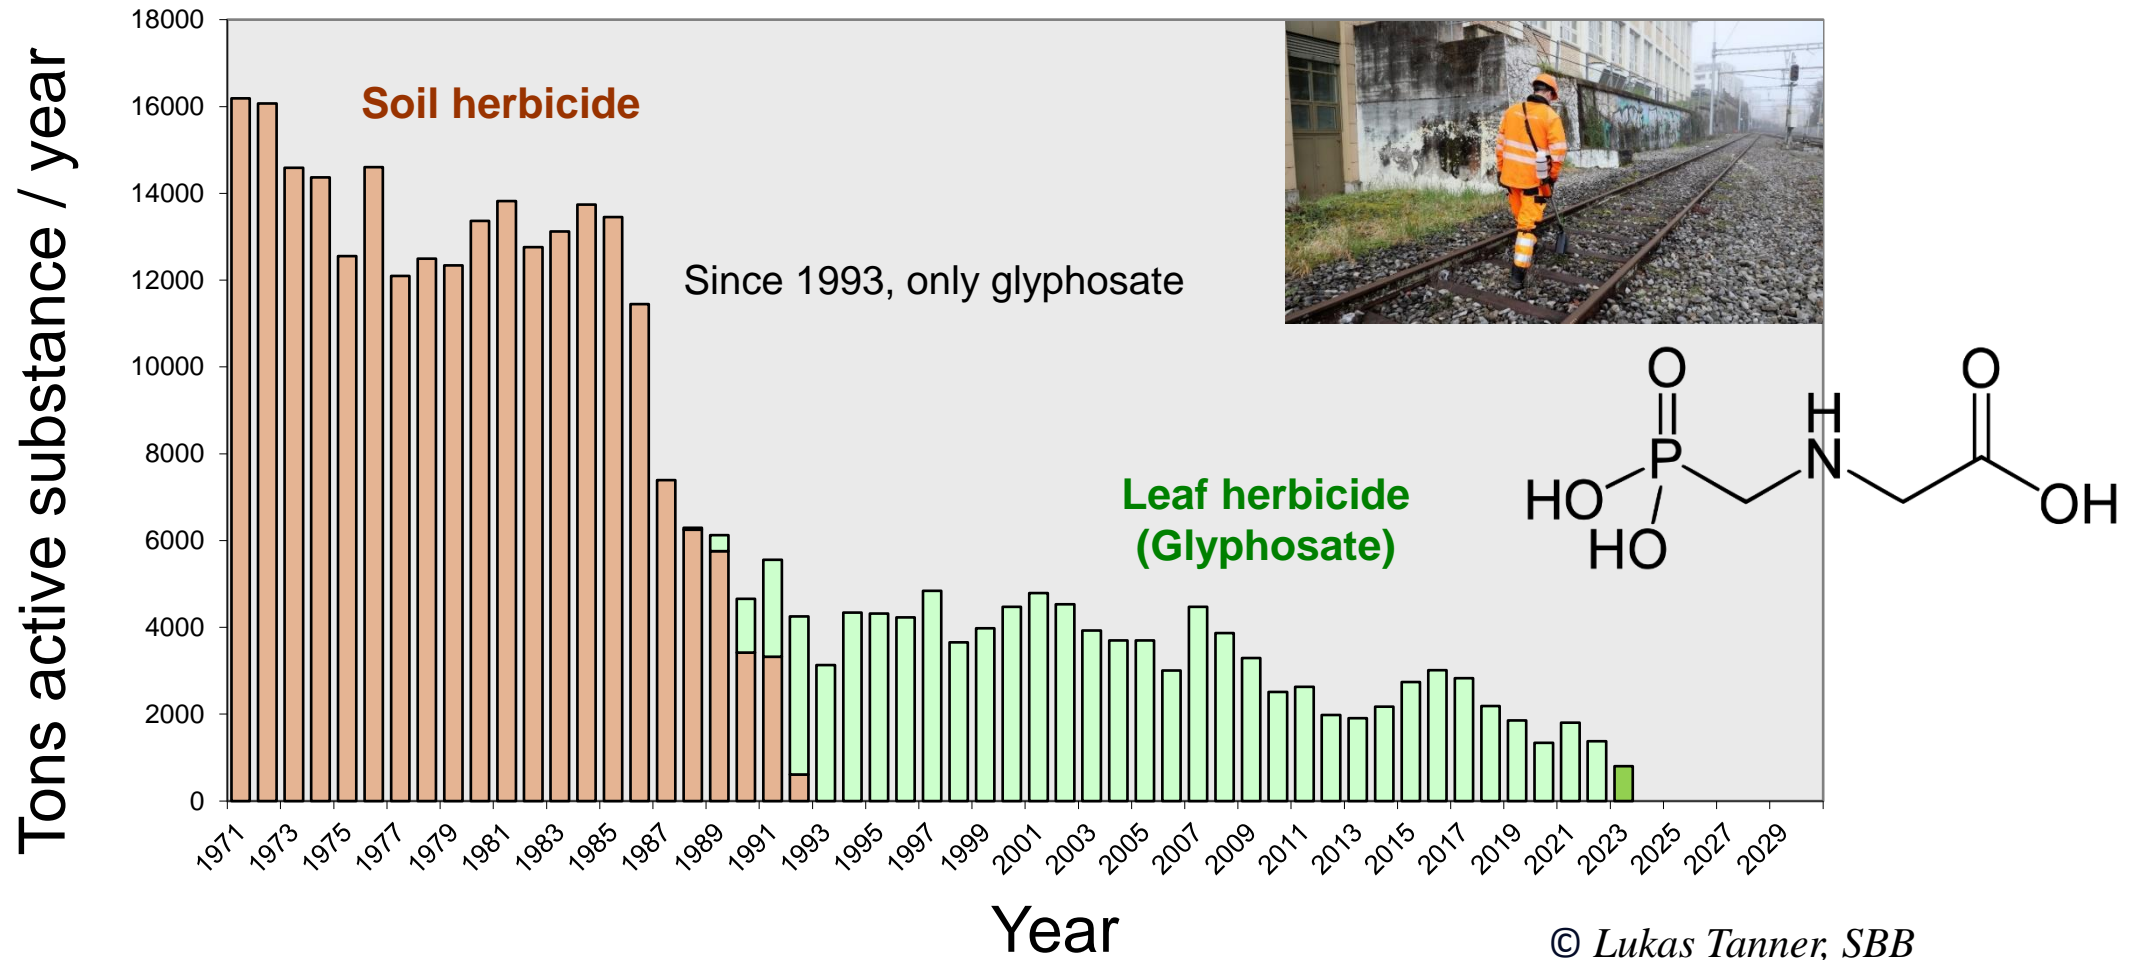 Tons active substance / year
18000
16000
14000
12000
10000
8000
6000
4000
2000
0
Soil herbicide
Since 1993, only glyphosate
Leaf herbicide
(Glyphosate)
O
O
H
P
N
HO
OH
HO
1971 1973 1975 1977 1979 1981 1983 1985 1987 1989 1991 1993 1995 1997 1999 2001 2003 2005 2007 2009 2011 2013 2015 2017 2019 2021 2023 2025 2027 2029
Year
© Lukas Tanner, SBB